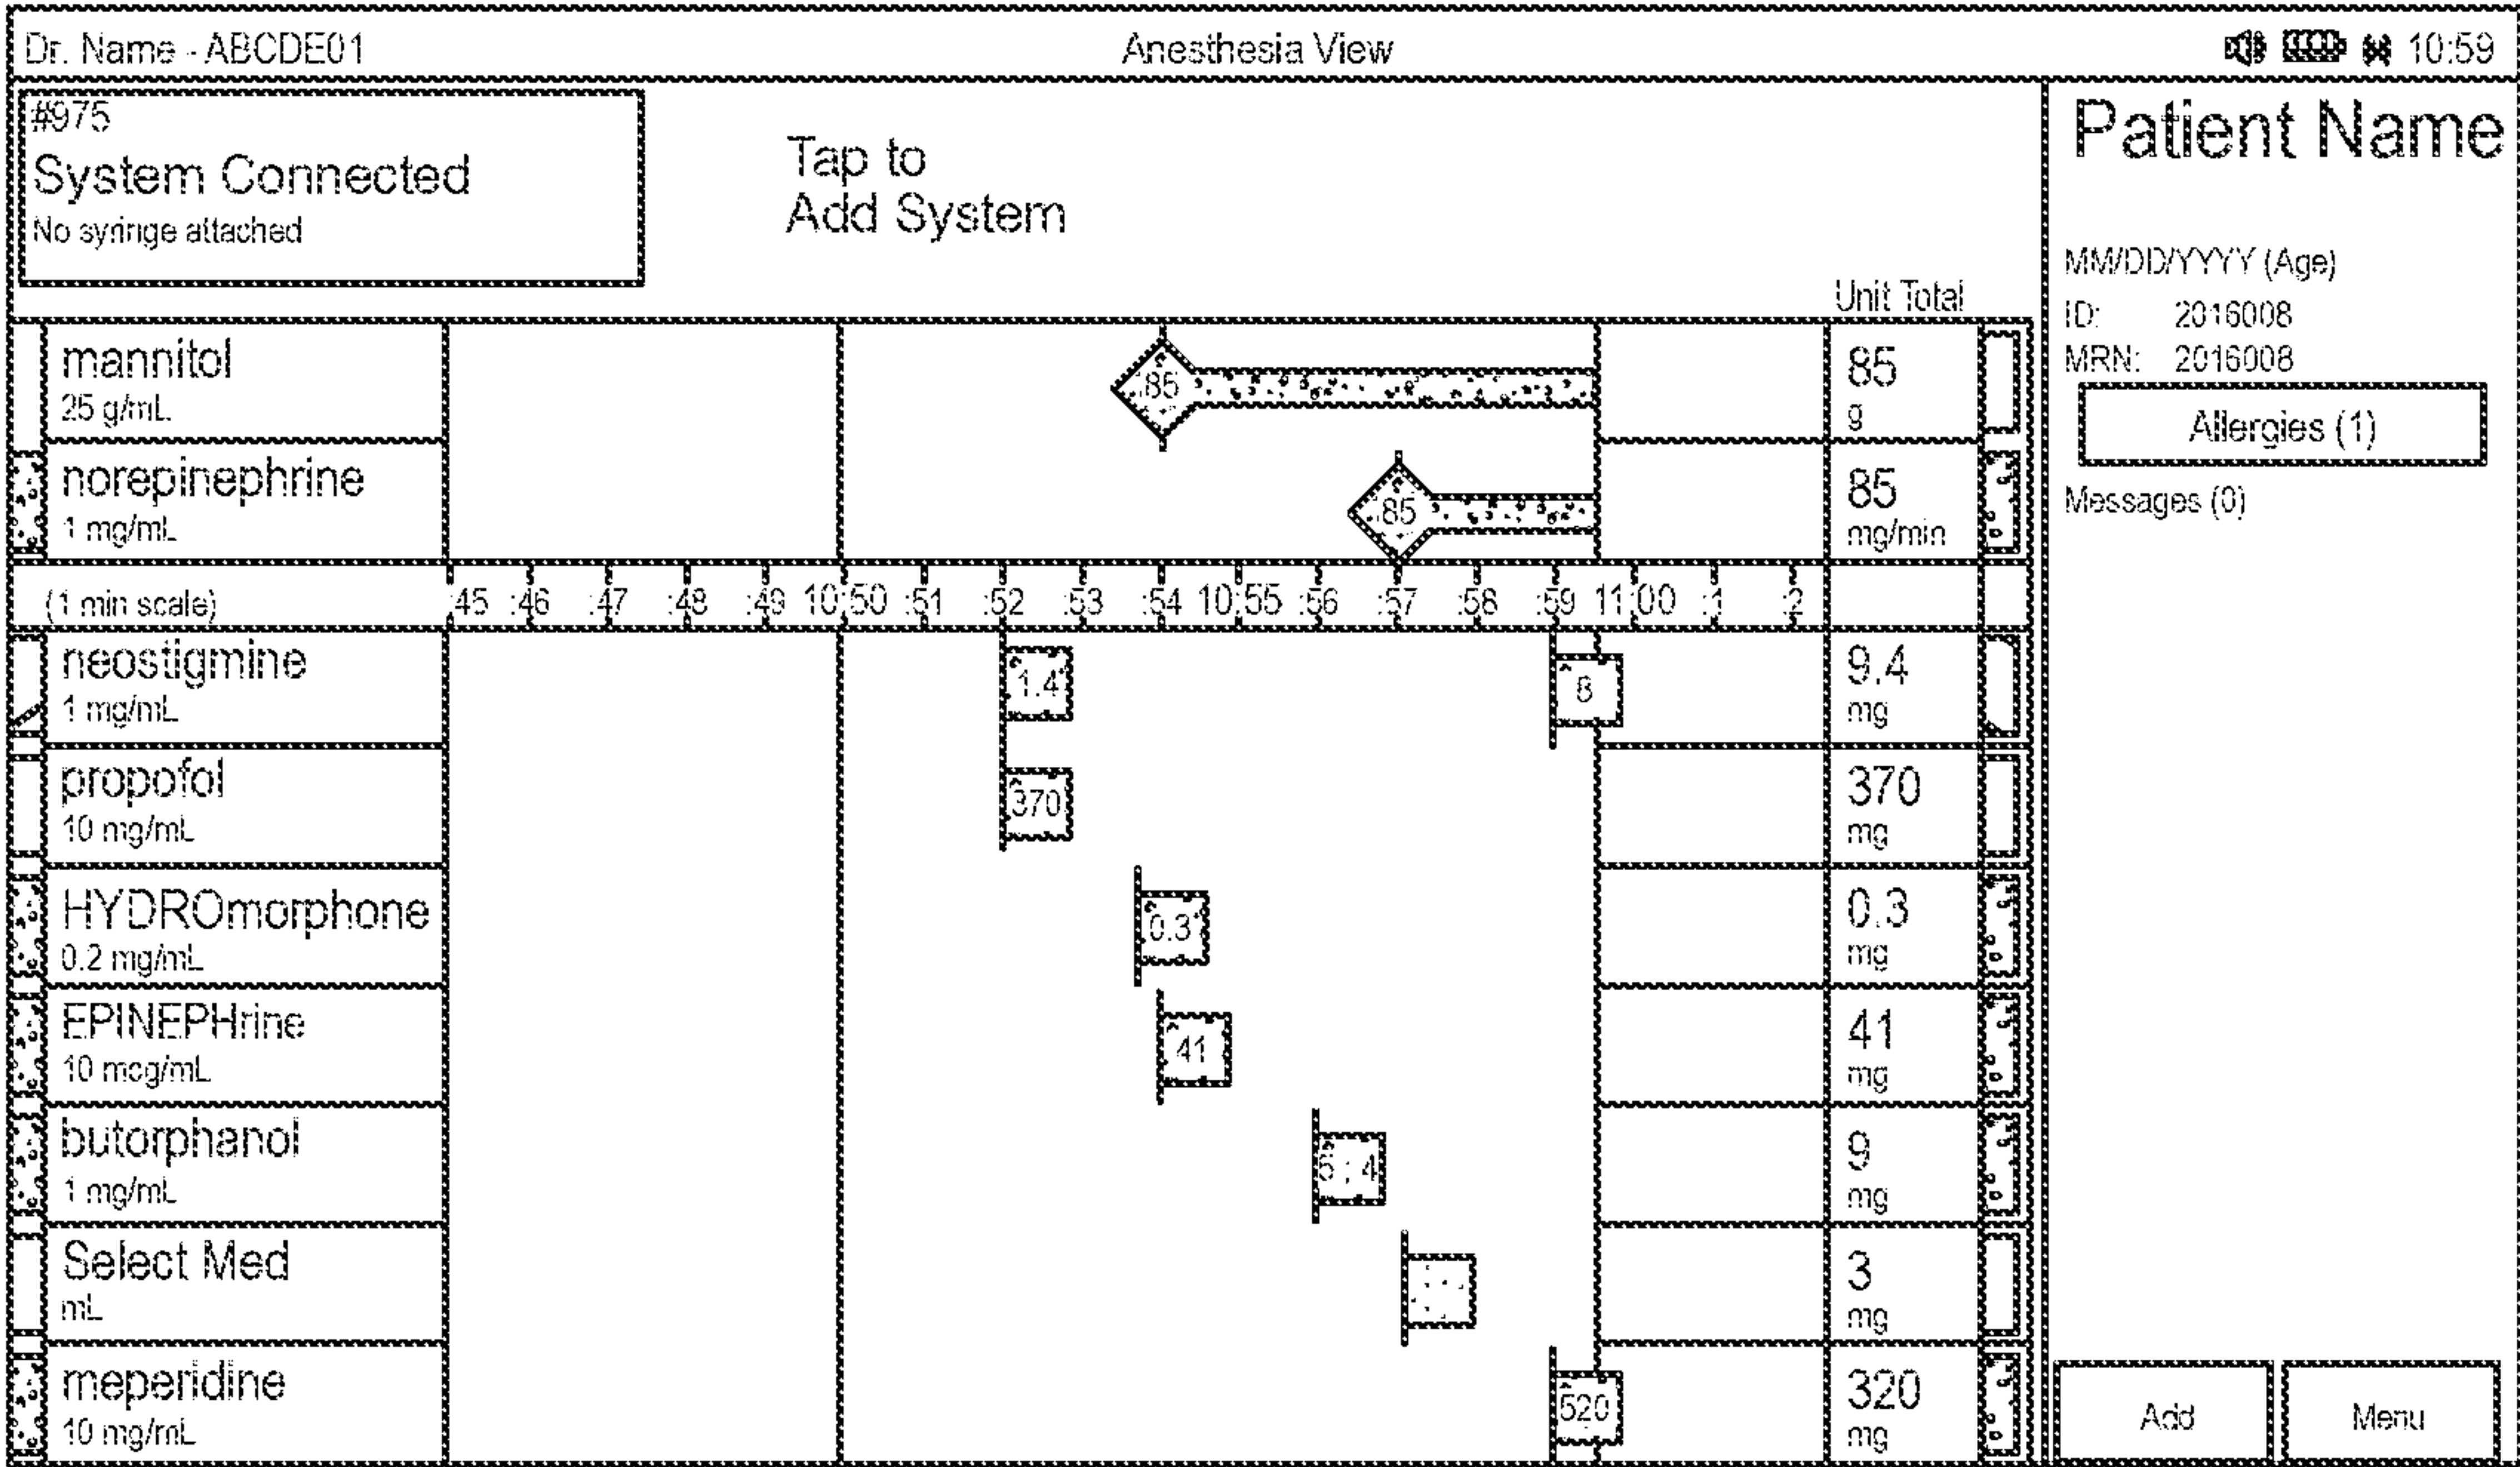 Dr. Name - ABCDE01
Anesthesia View
10:59
#975
System Connected
No syringe attached
Tap to
Add System
Unit Total
Patient Name
MM/DD/YYYY (Age)
ID: 2016008
MRN: 2016008
Allergies (1)
Messages (0)
mannitol
25 g/mL
85
85
g
norepinephrine
1 mg/mL
85
85
mg/min
(1 min scale)
:45 :46 :47 :48 :49 10:50 :51 :52 :53 :54 10:55 :56 :57 :58 :59 11:00 :1 :2
neostigmine
1 mg/mL
1.4
8
9.4
mg
propofol
10 mg/mL
370
370
mg
HYDROmorphone
0.2 mg/mL
0.3
0.3
mg
EPINEPHrine
10 mcg/mL
41
41
mg
butorphanol
1 mg/mL
5 ; 4
9
mg
Select Med
mL
3
mg
meperidine
10 mg/mL
520
320
mg
Add
Menu